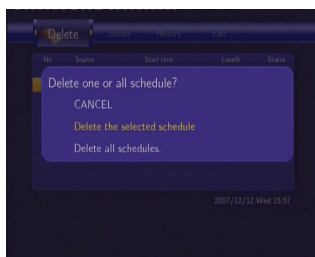 Delete Status History Edit
No Source Start time Length Status
Delete one or all schedule?
CANCEL
Delete the selected schedule
Delete all schedules.
2007/12/12 Wed 15:57